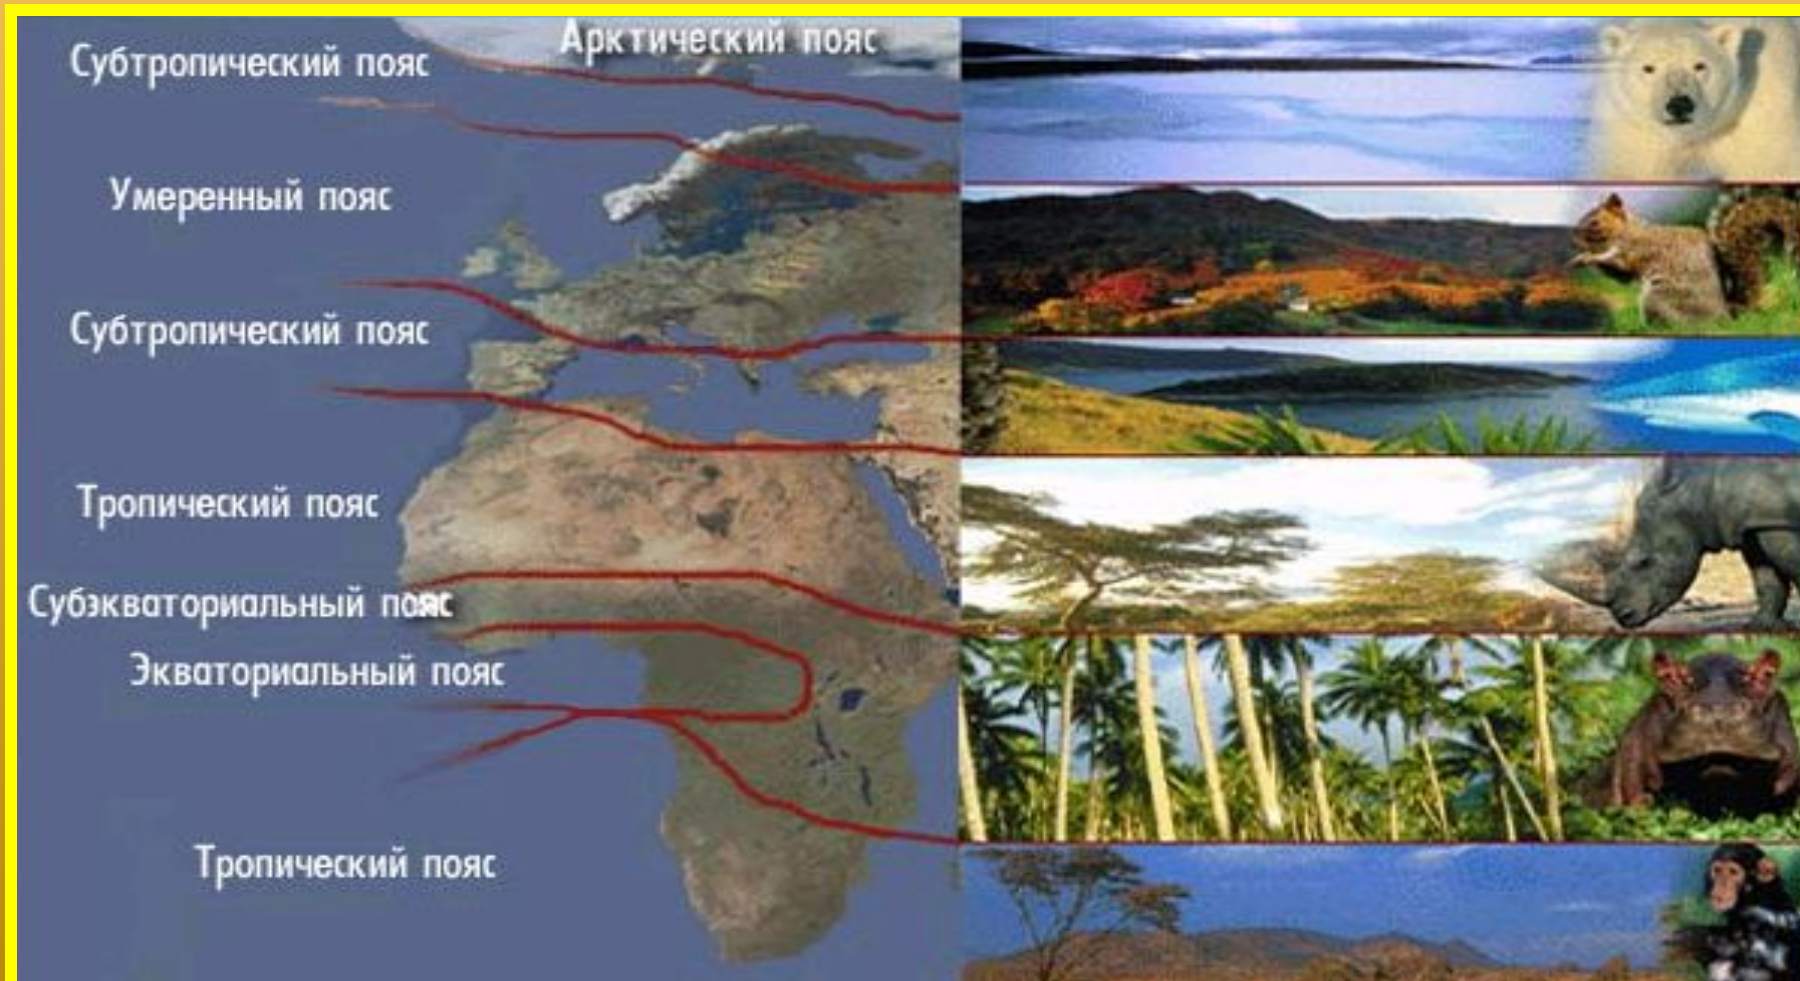 Арктический пояс
Субтропический пояс
Умеренный пояс
Субтропический пояс
Тропический пояс
Субэкваториальный пояс
Экваториальный пояс
Тропический пояс